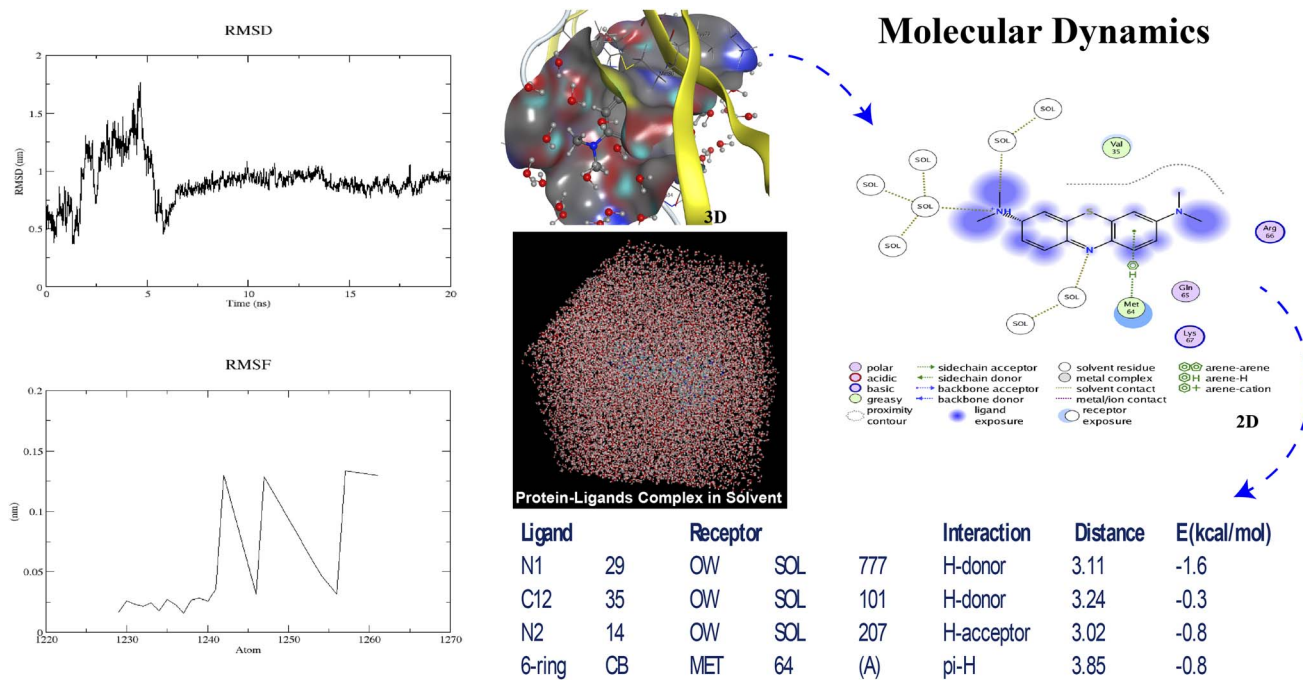 RMSD
2
1.5
1
0.5
0
RMSD (nm)
0
5
10
15
20
Time (ns)
RMSF
0.2
0.15
0.1
0.05
0
(nm)
1220
1230
1240
1250
1260
1270
Atom
3D
Protein-Ligands Complex in Solvent
Molecular Dynamics
SOL
SOL
SOL
SOL
SOL
SOL
SOL
SOL
Val
35
NH
S
N
N
H
Arg
66
Gln
65
Met
64
Lys
67
polar sidechain acceptor solvent residue arene-arene
acidic sidechain donor metal complex H arene-H
basic backbone acceptor solvent contact + arene-cation
greasy backbone donor metal/ion contact
proximity contour
ligand exposure
receptor exposure
2D
Ligand Receptor Interaction Distance E(kcal/mol)
N1 29 OW SOL 777 H-donor 3.11 -1.6
C12 35 OW SOL 101 H-donor 3.24 -0.3
N2 14 OW SOL 207 H-acceptor 3.02 -0.8
6-ring CB MET 64 (A) pi-H 3.85 -0.8